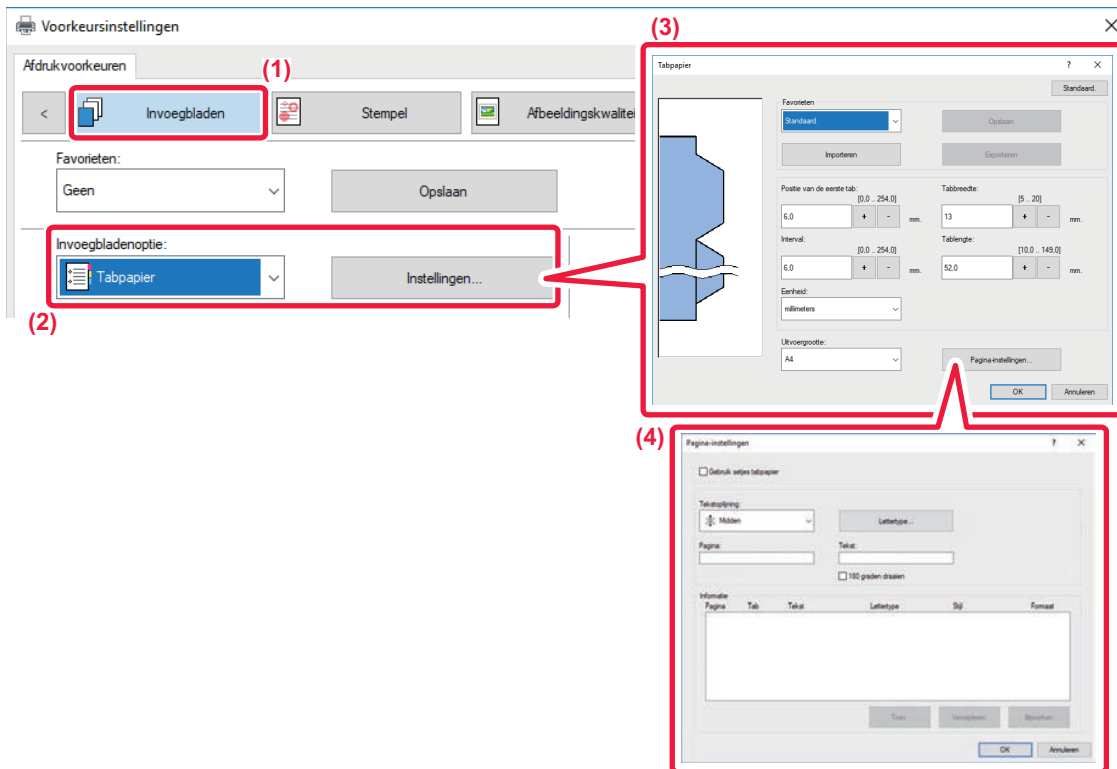 Voorkeursinstellingen
Afdrukvoorkeuren
(1)
<
Invoegbladen
Stempel
Afbeeldingskwalitei
Favorieten:
Geen
Opslaan
Invoegbladenoptie:
Tabpapier
Instellingen...
(2)
(3)
Tabpapier
?
Standaard.
Favorieten
Standaard.
Opslaan
Importeren
Exporteren
Positie van de eerste tab:
[0,0 .. 254,0]
6,0
+ -
mm.
Tabbreedte:
[5 .. 20]
13
+ -
mm.
Interval:
[0,0 .. 254,0]
6,0
+ -
mm.
Tablengte:
[10,0 .. 149,0]
52,0
+ -
mm.
Eenheid:
millimeters
Uitvoergrootte:
A4
Pagina-instellingen...
OK
Annuleren
(4)
Pagina-instellingen
?
Gebruik setjes tabpapier
Tekstoplijning:
Midden
Lettertype...
Pagina:
Tekst:
180 graden draaien
Informatie
Pagina Tab Tekst Lettertype Stijl Formaat
Toev. Verwijderen Bijwerken
OK
Annuleren